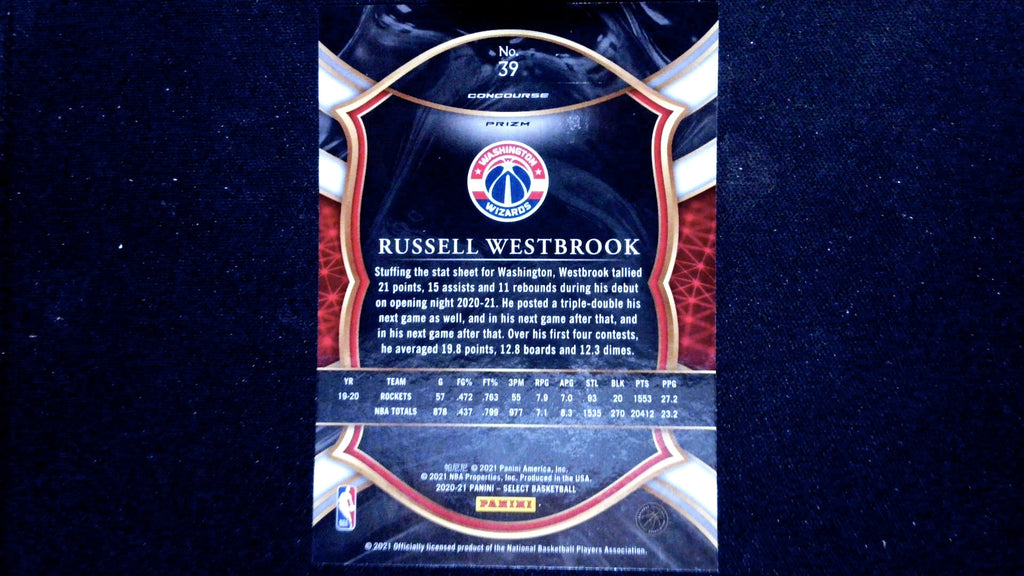 No.
39
CONCOURSE
PRIZM
WASHINGTON
WIZARDS
RUSSELL WESTBROOK
Stuffing the stat sheet for Washington, Westbrook tallied
21 points, 15 assists and 11 rebounds during his debut
on opening night 2020-21. He posted a triple-double his
next game as well, and in his next game after that, and
in his next game after that. Over his first four contests,
he averaged 19.8 points, 12.8 boards and 12.3 dimes.
YR TEAM G FG% FT% 3PM RPG APG STL BLK PTS PPG
19-20 ROCKETS 57 .472 .763 55 7.9 7.0 93 20 1553 27.2
NBA TOTALS 878 .437 .799 977 7.1 8.3 1535 270 20412 23.2
帕尼尼 © 2021 Panini America, Inc.
© 2021 NBA Properties, Inc. Produced in the USA.
2020-21 PANINI – SELECT BASKETBALL
PANINI
© 2021 Officially licensed product of the National Basketball Players Association.